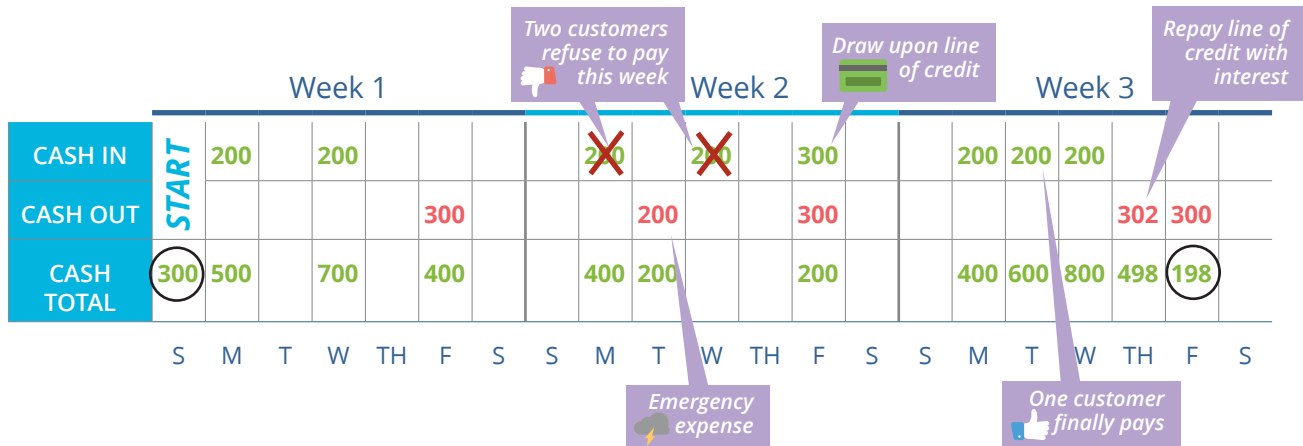 Two customers
refuse to pay
this week
Draw upon line
of credit
Repay line of
credit with
interest
Week 1
Week 2
Week 3
CASH IN
START
200 200 200 200 300 200 200 200
CASH OUT
300 200 300 302 300
CASH
TOTAL
300 500 700 400 400 200 200 400 600 800 498 198
S M T W TH F S S M T W TH F S S M T W TH F S
Emergency
expense
One customer
finally pays